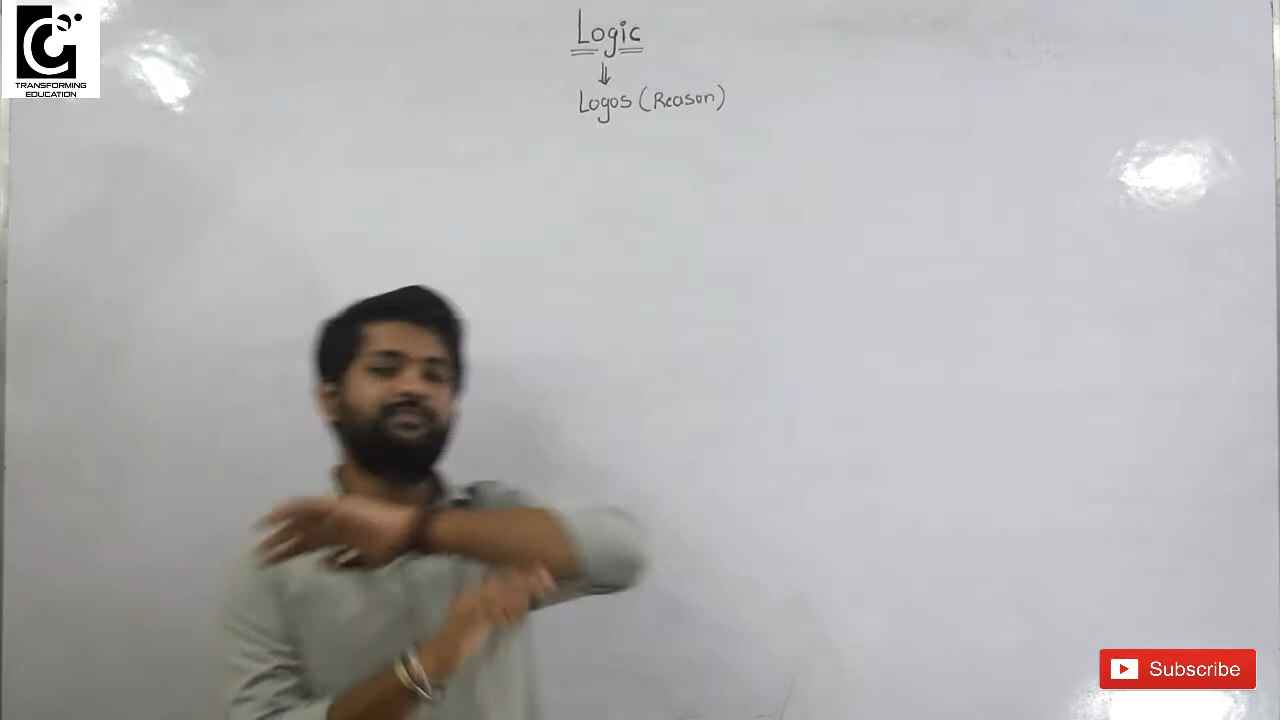 TRANSFORMING
EDUCATION
Logic
⇓
Logos (Reason)
Subscribe